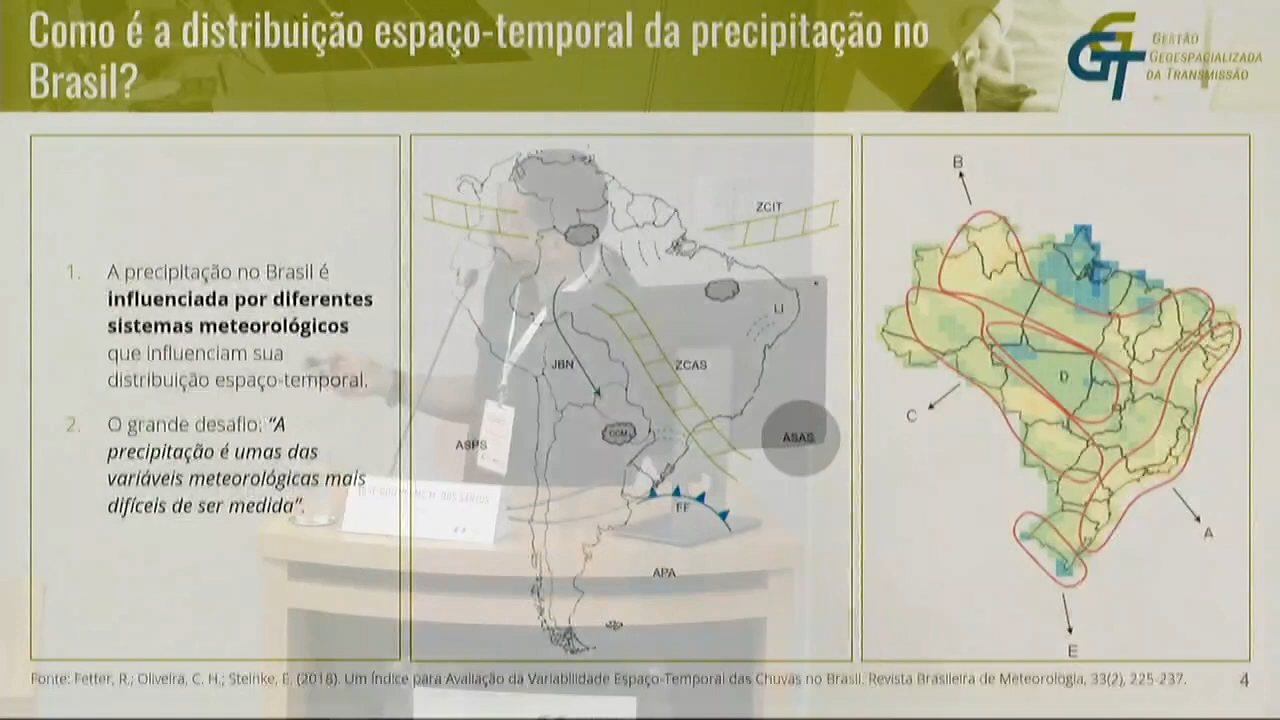 Como é a distribuição espaço-temporal da precipitação no
Brasil?
GESTÃO
GEOESPACIALIZADA
DA TRANSMISSÃO
1. A precipitação no Brasil é
influenciada por diferentes
sistemas meteorológicos
que influenciam sua
distribuição espaço-temporal.
2. O grande desafio: “A
precipitação é umas das
variáveis meteorológicas mais
difíceis de ser medida”.
ZCIT
LI
JBN
ZCAS
CCM
ASPS
ASAS
FF
APA
B
D
C
A
E
Fonte: Fetter, R.; Oliveira, C. H.; Steinke, E. (2018). Um Índice para Avaliação da Variabilidade Espaço-Temporal das Chuvas no Brasil. Revista Brasileira de Meteorologia, 33(2), 225-237.
4